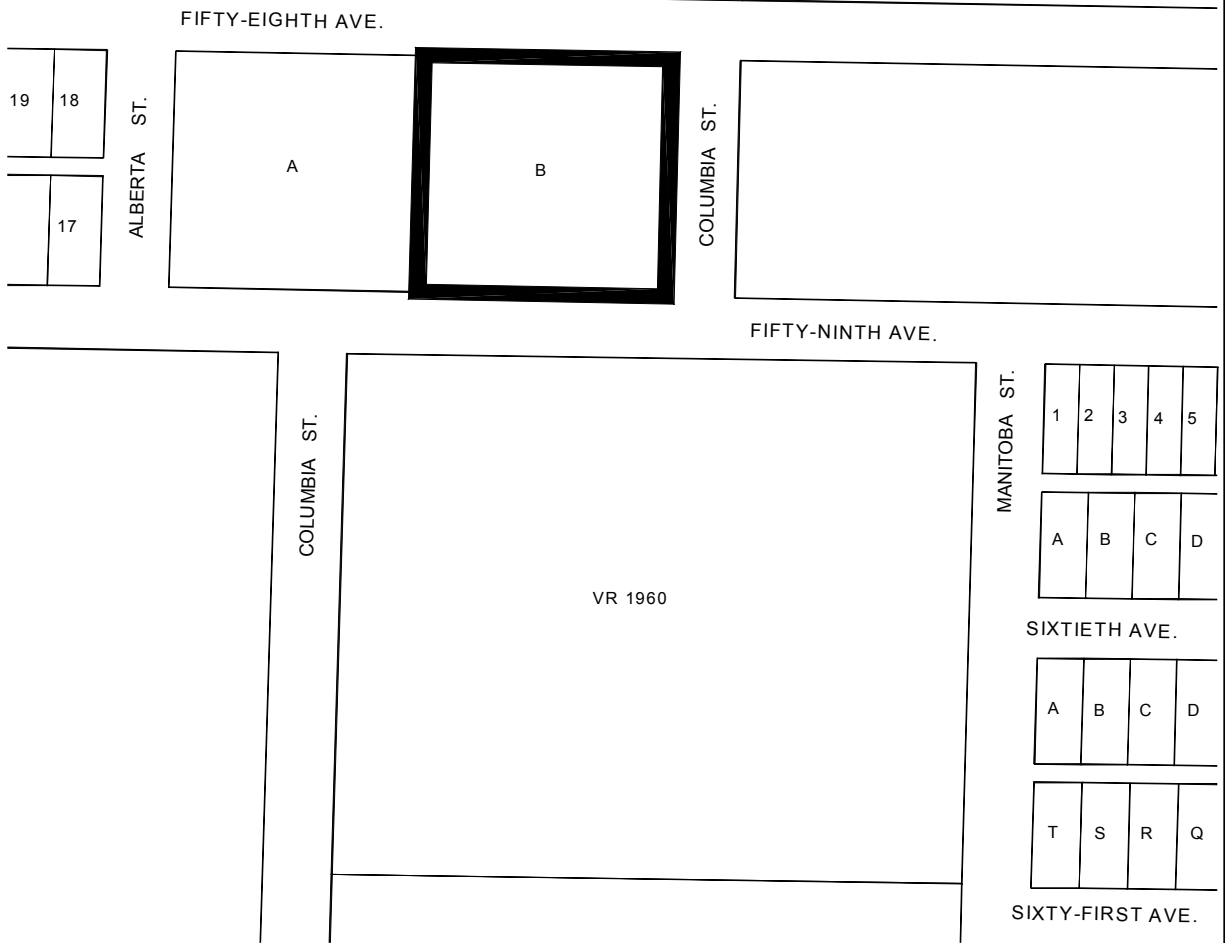 FIFTY-EIGHTH AVE.
19 18
ALBERTA ST.
A
B
COLUMBIA ST.
17
FIFTY-NINTH AVE.
COLUMBIA ST.
MANITOBA ST.
1 2 3 4 5
A B C D
VR 1960
SIXTIETH AVE.
A B C D
T S R Q
SIXTY-FIRST AVE.